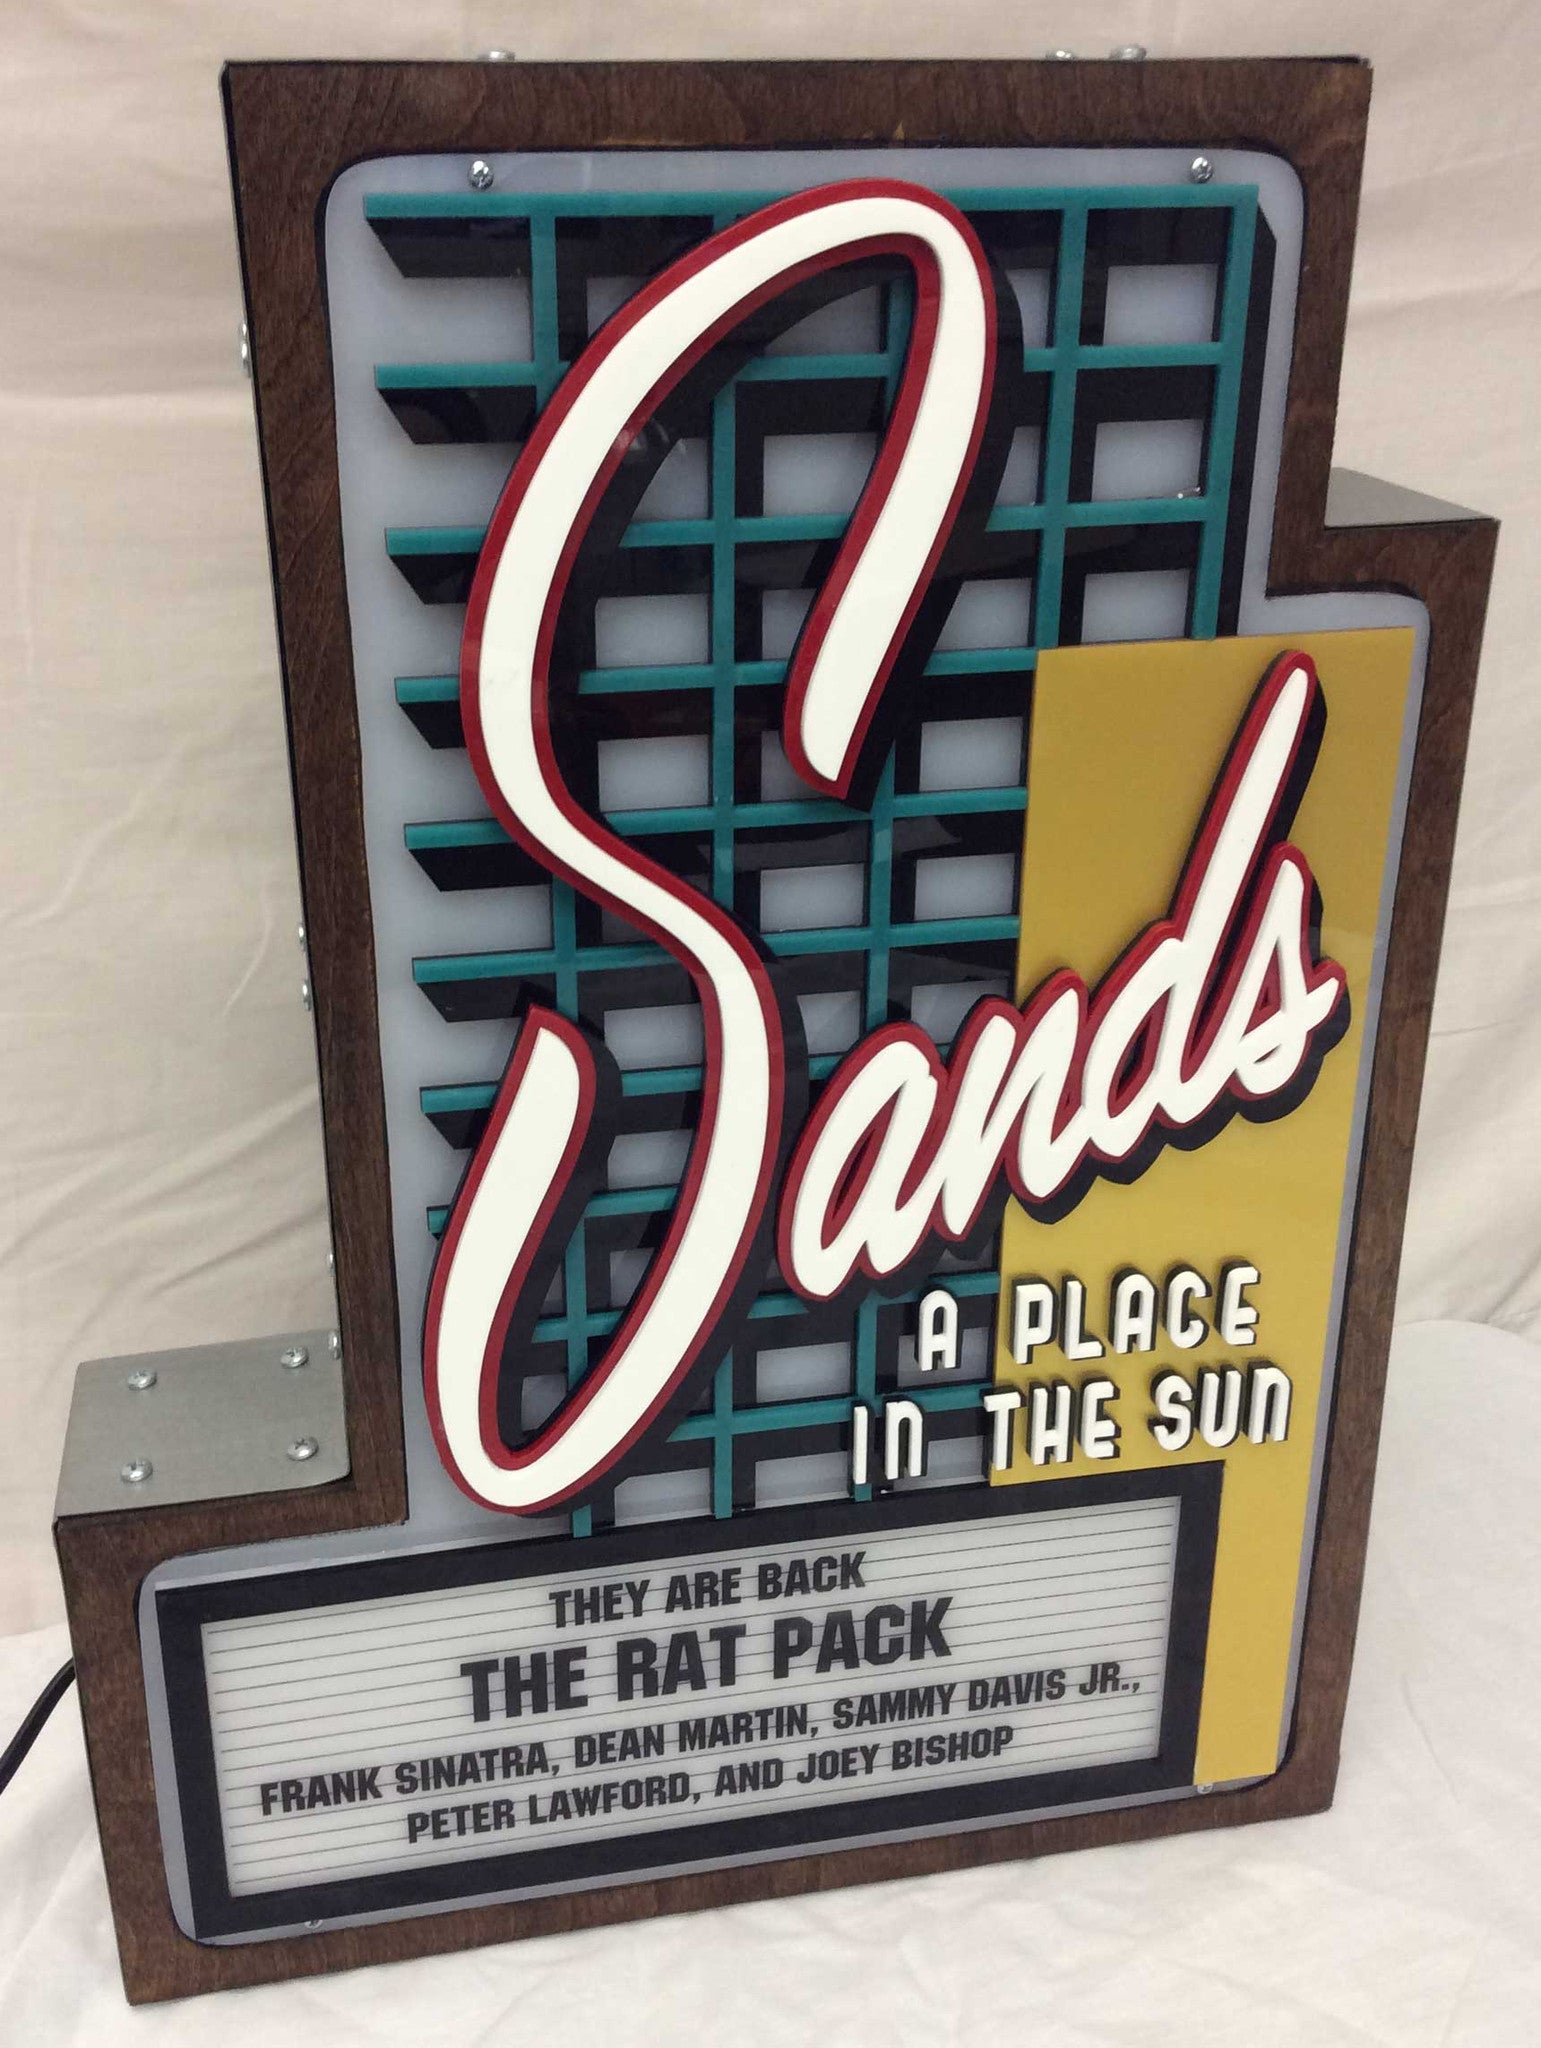 Sands
A PLACE
IN THE SUN
THEY ARE BACK
THE RAT PACK
FRANK SINATRA, DEAN MARTIN, SAMMY DAVIS JR.,
PETER LAWFORD, AND JOEY BISHOP